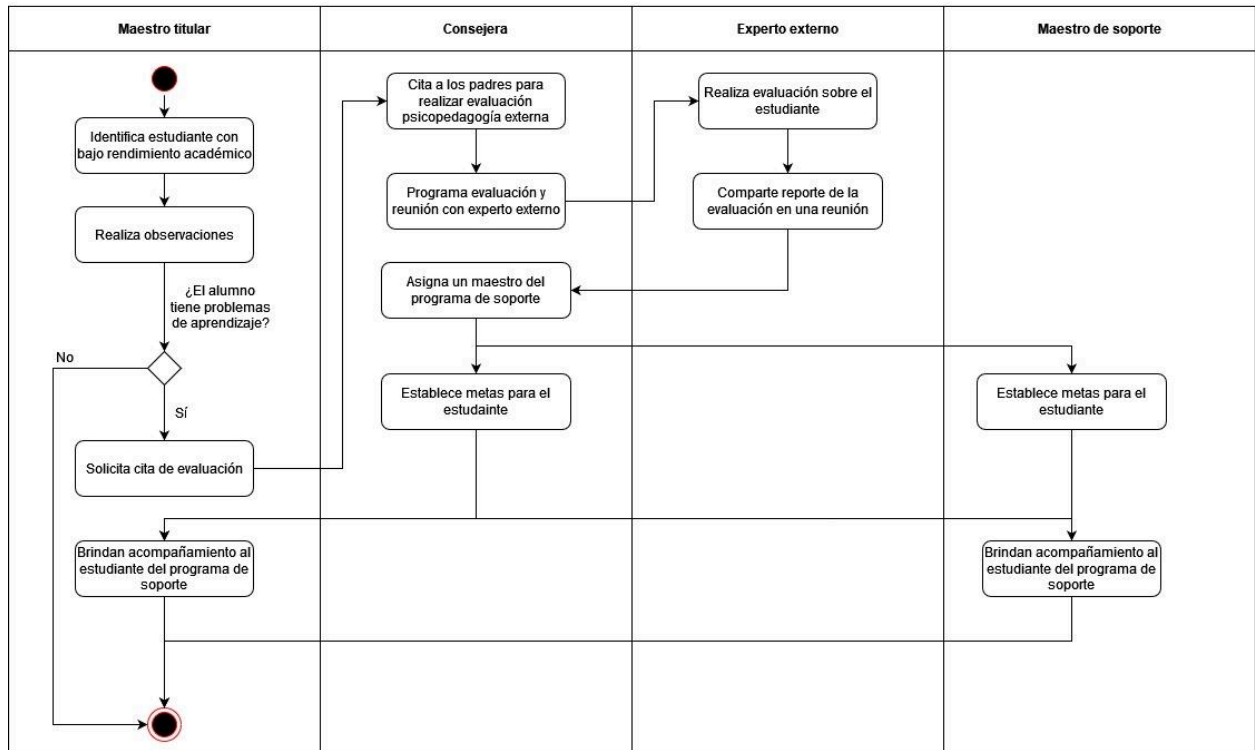 Maestro titular
Consejera
Experto externo
Maestro de soporte
Identifica estudiante con
bajo rendimiento académico
Realiza observaciones
¿El alumno
tiene problemas
de aprendizaje?
No
Sí
Solicita cita de evaluación
Cita a los padres para
realizar evaluación
psicopedagogía externa
Programa evaluación y
reunión con experto externo
Realiza evaluación sobre el
estudiante
Comparte reporte de la
evaluación en una reunión
Asigna un maestro del
programa de soporte
Establece metas para el
estudainte
Establece metas para el
estudiante
Brindan acompañamiento al
estudiante del programa de
soporte
Brindan acompañamiento al
estudiante del programa de
soporte